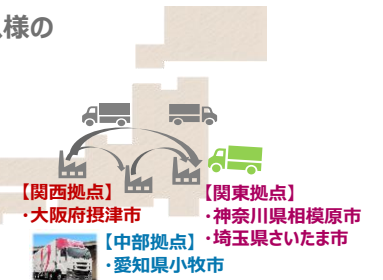 様の
【関西拠点】
・大阪府摂津市
【関東拠点】
・神奈川県相模原市
・埼玉県さいたま市
【中部拠点】
・愛知県小牧市